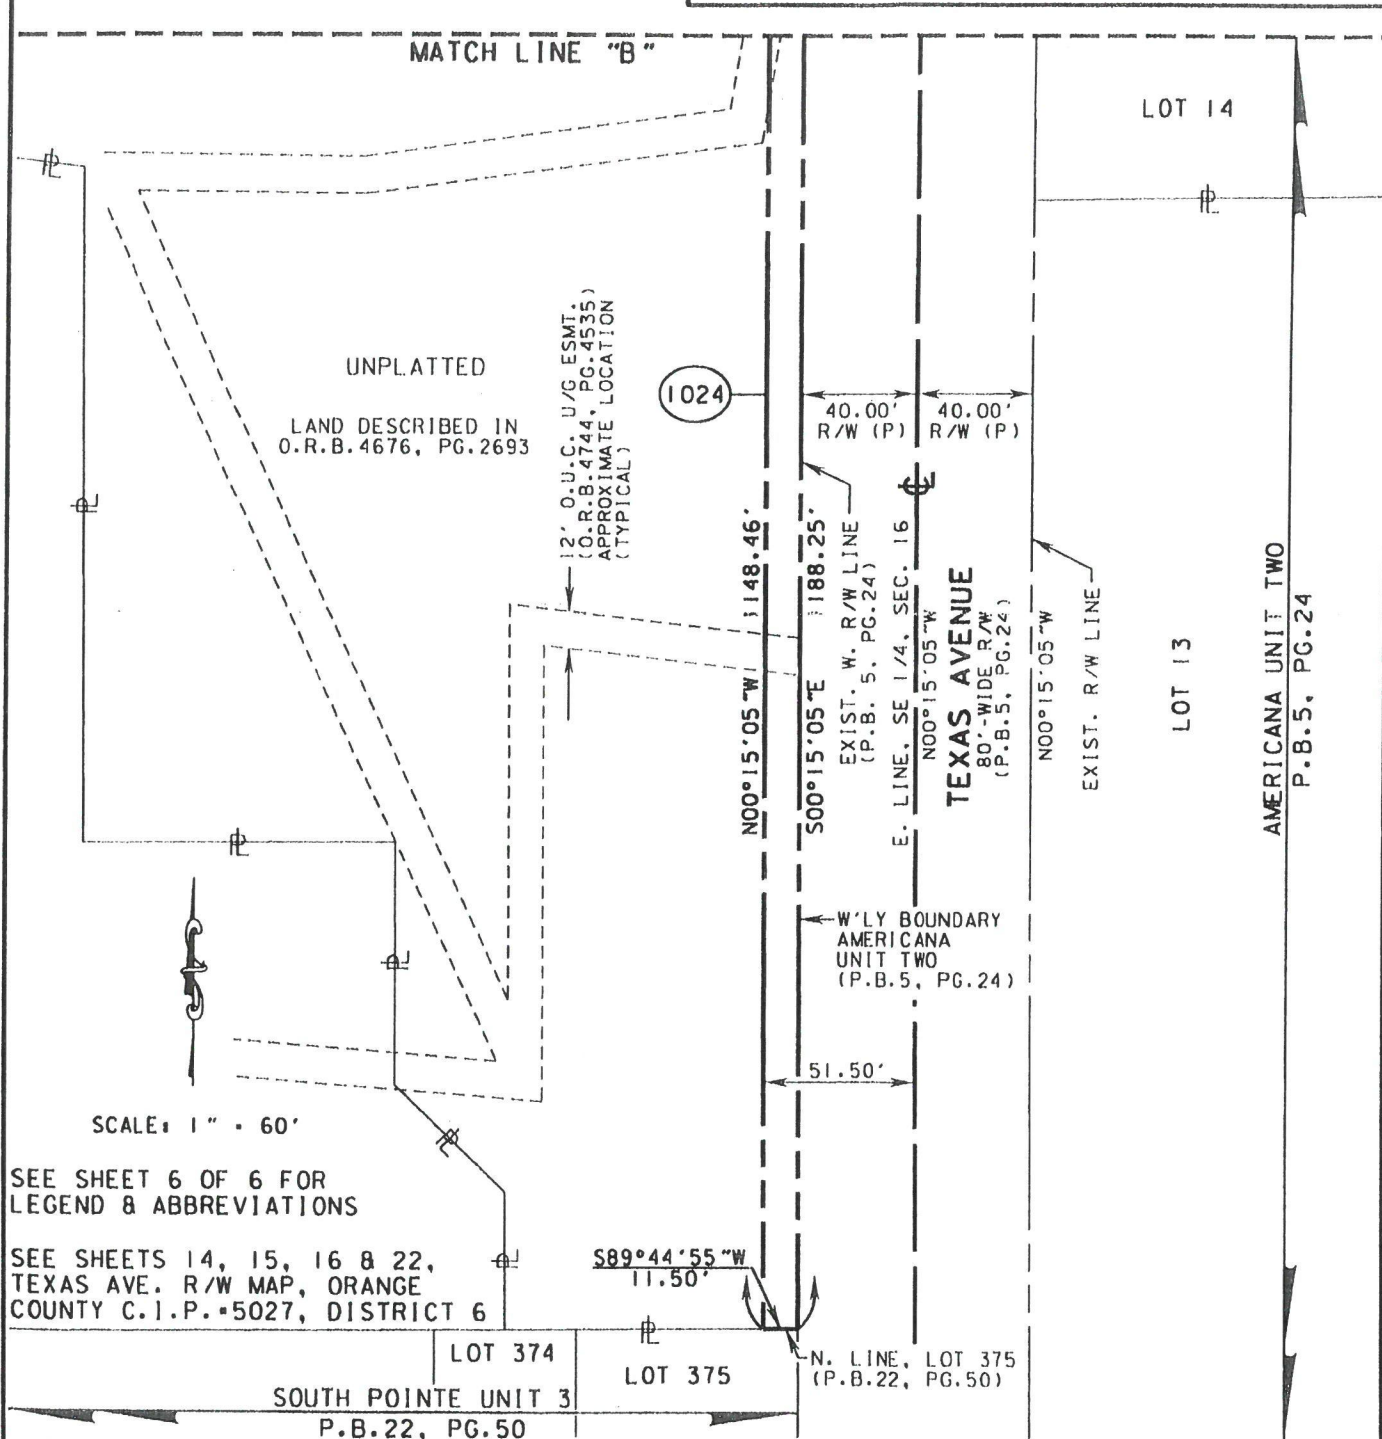 MATCH LINE "B"
LOT 14
UNPLATTED
LAND DESCRIBED IN
O.R.B.4676, PG.2693
12' O.U.C. U/G ESMT.
(O.R.B.4744, PG.4535)
APPROXIMATE LOCATION
(TYPICAL)
1024
40.00'
R/W (P)
40.00'
R/W (P)
N00°15'05"W 1148.46'
S00°15'05"E 1188.25'
EXIST. W. R/W LINE
(P.B. 5, PG.24)
E. LINE, SE 1/4, SEC. 16
N00°15'05"W
TEXAS AVENUE
80'-WIDE R/W
(P.B.5, PG.24)
N00°15'05"W
EXIST. R/W LINE
LOT 13
AMERICANA UNIT TWO
P.B.5, PG.24
W'LY BOUNDARY
AMERICANA
UNIT TWO
(P.B.5, PG.24)
51.50'
SCALE: 1" = 60'
SEE SHEET 6 OF 6 FOR
LEGEND & ABBREVIATIONS
SEE SHEETS 14, 15, 16 & 22,
TEXAS AVE. R/W MAP, ORANGE
COUNTY C.I.P.#5027, DISTRICT 6
S89°44'55"W
11.50'
N. LINE, LOT 375
(P.B.22, PG.50)
LOT 374
LOT 375
SOUTH POINTE UNIT 3
P.B.22, PG.50